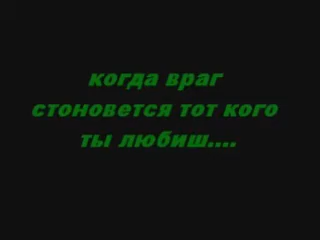 когда враг
стоновется тот кого
ты любиш....